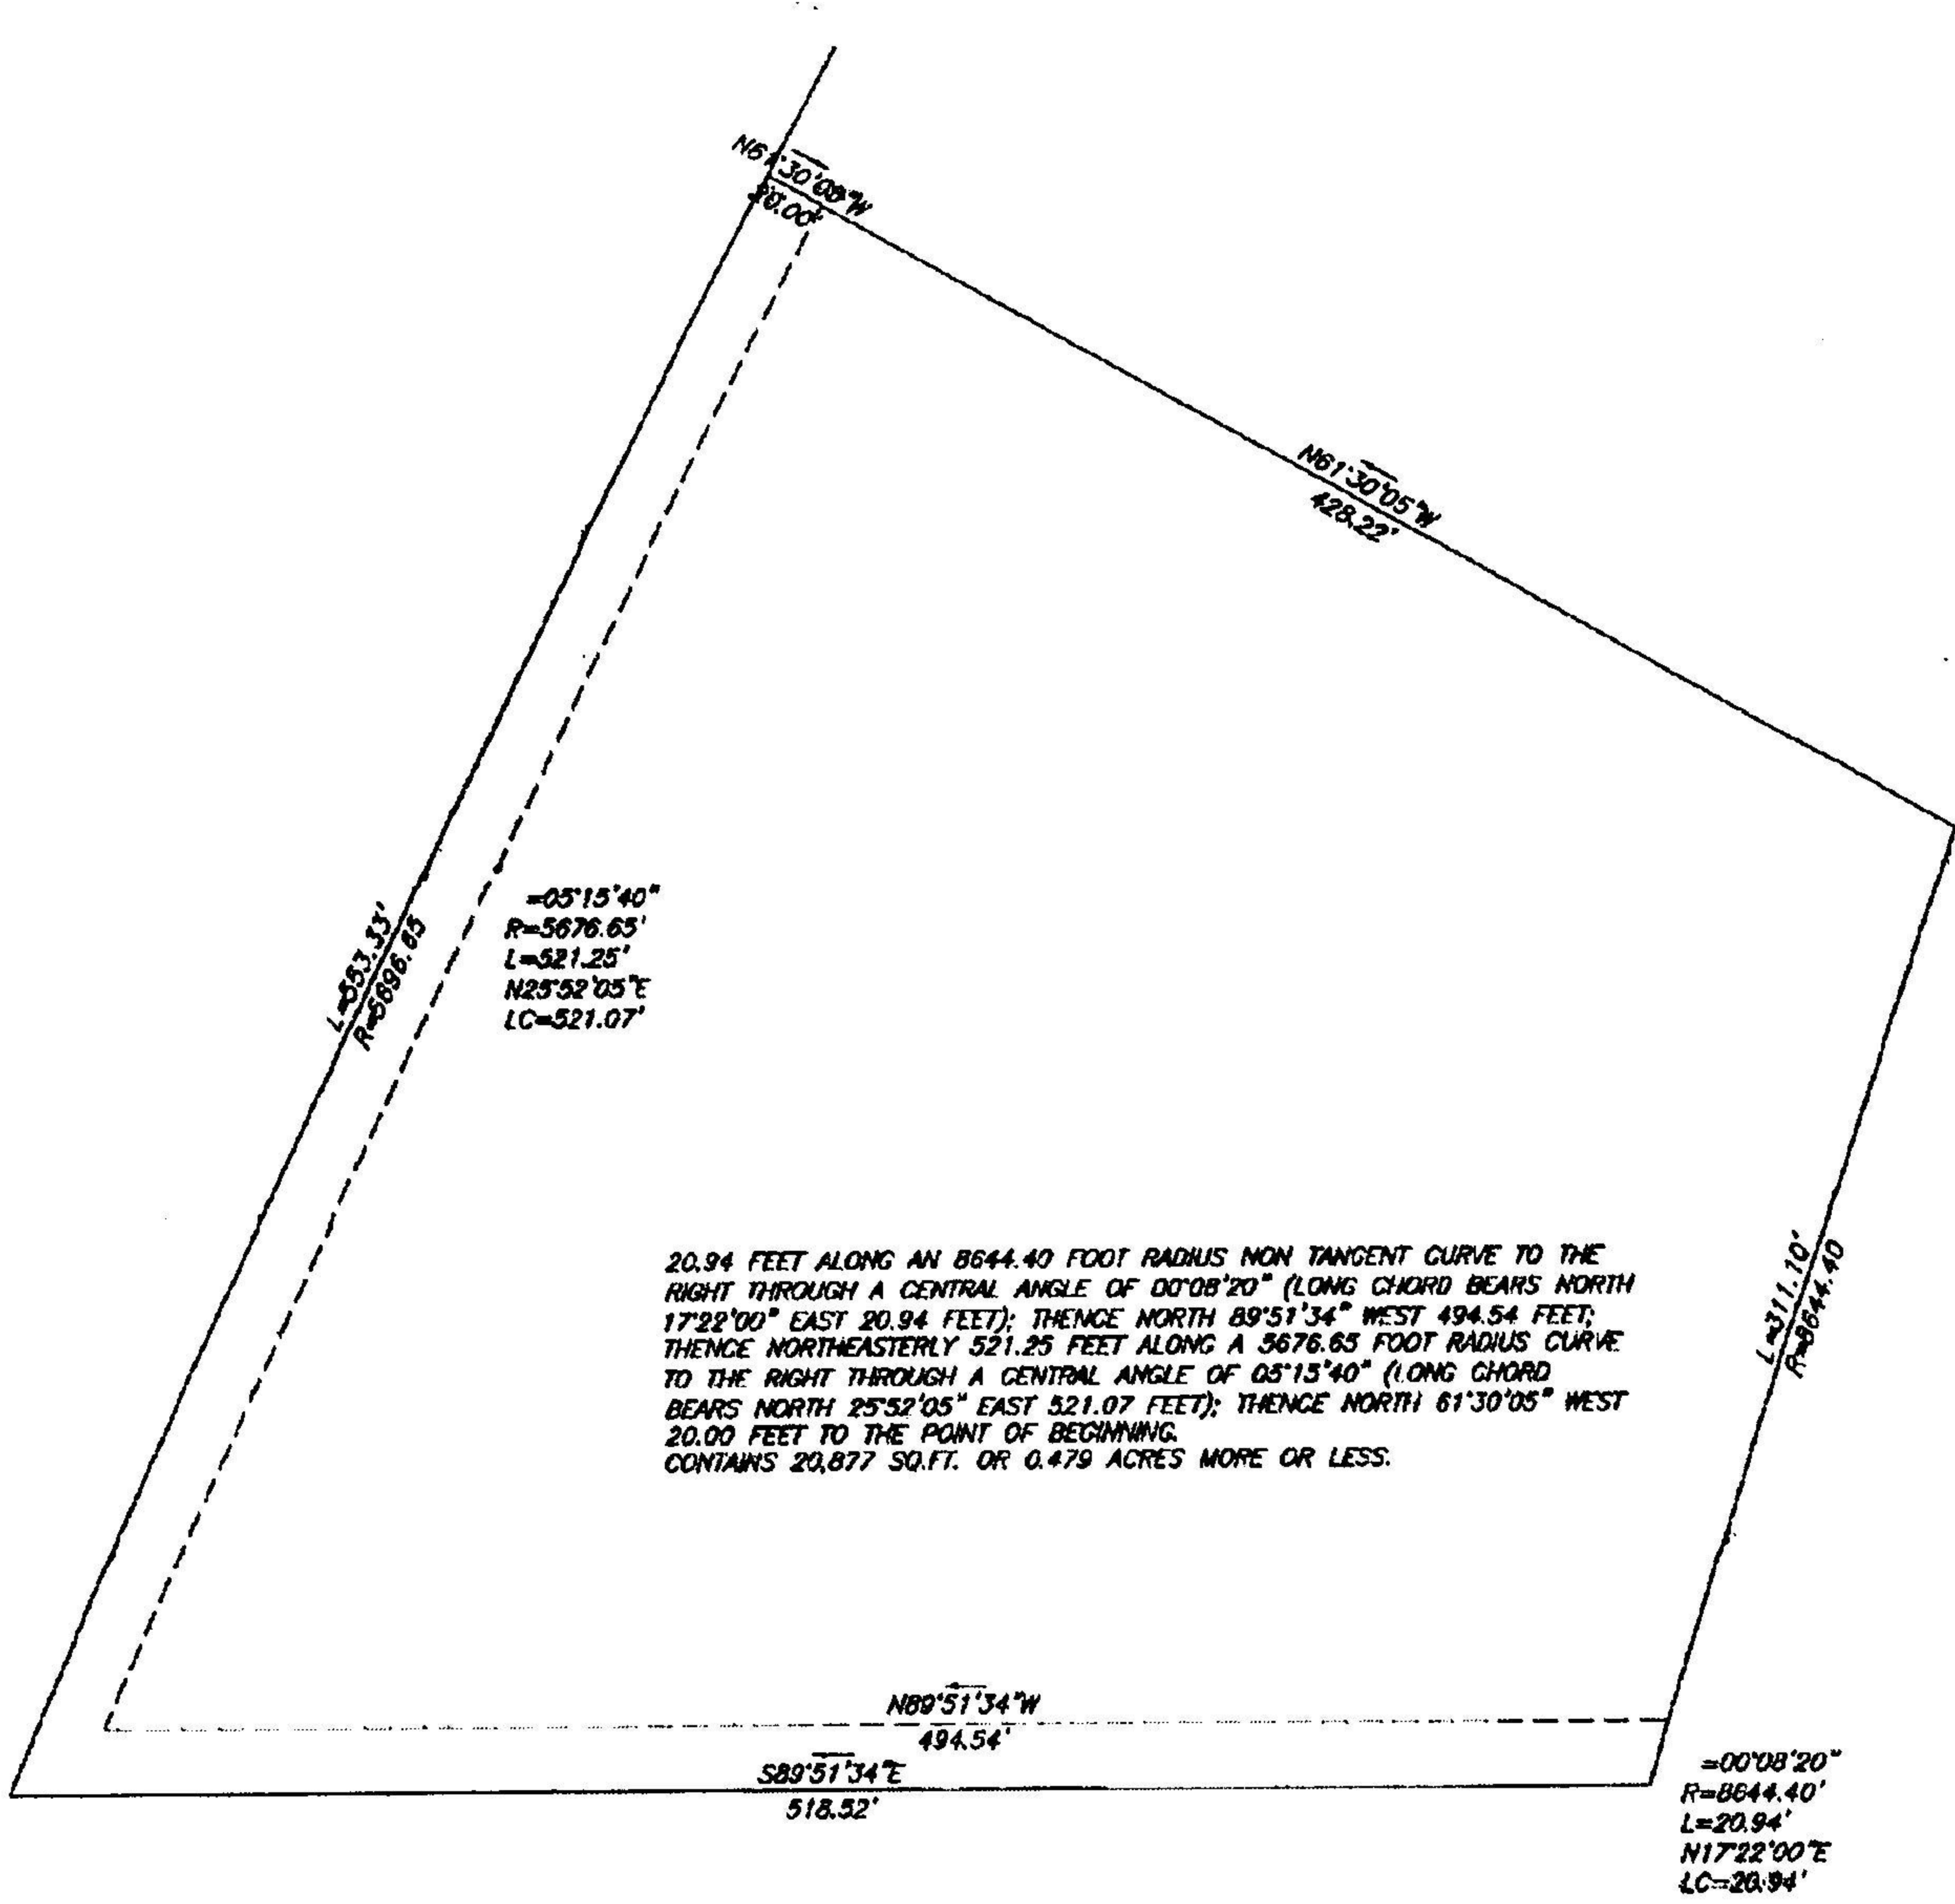 N61°30'08"W
20.00'
N61°30'05"W
428.22'
L=553.33'
R=5696.65
=05°15'40"
R=5676.65'
L=521.25'
N25°52'05"E
LC=521.07'
L=311.10'
R=8644.40
20.94 FEET ALONG AN 8644.40 FOOT RADIUS NON TANGENT CURVE TO THE
RIGHT THROUGH A CENTRAL ANGLE OF 00°08'20" (LONG CHORD BEARS NORTH
17°22'00" EAST 20.94 FEET); THENCE NORTH 89°51'34" WEST 494.54 FEET;
THENCE NORTHEASTERLY 521.25 FEET ALONG A 5676.65 FOOT RADIUS CURVE
TO THE RIGHT THROUGH A CENTRAL ANGLE OF 05°15'40" (LONG CHORD
BEARS NORTH 25°52'05" EAST 521.07 FEET); THENCE NORTH 61°30'05" WEST
20.00 FEET TO THE POINT OF BEGINNING.
CONTAINS 20,877 SQ.FT. OR 0.479 ACRES MORE OR LESS.
N89°51'34"W
494.54'
S89°51'34"E
518.52'
=00°08'20"
R=8644.40'
L=20.94'
N17°22'00"E
LC=20.94'